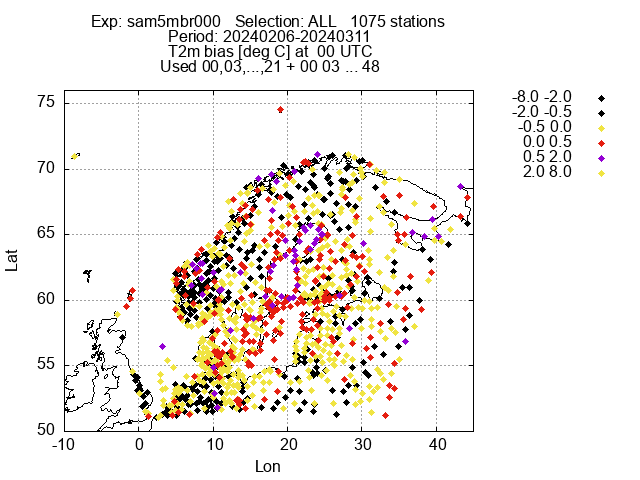 Exp: sam5mbr000 Selection: ALL 1075 stations
Period: 20240206-20240311
T2m bias [deg C] at 00 UTC
Used 00,03,...,21 + 00 03 ... 48
75
70
65
60
55
50
-10 0 10 20 30 40
Lat
Lon
-8.0 -2.0
-2.0 -0.5
-0.5 0.0
0.0 0.5
0.5 2.0
2.0 8.0